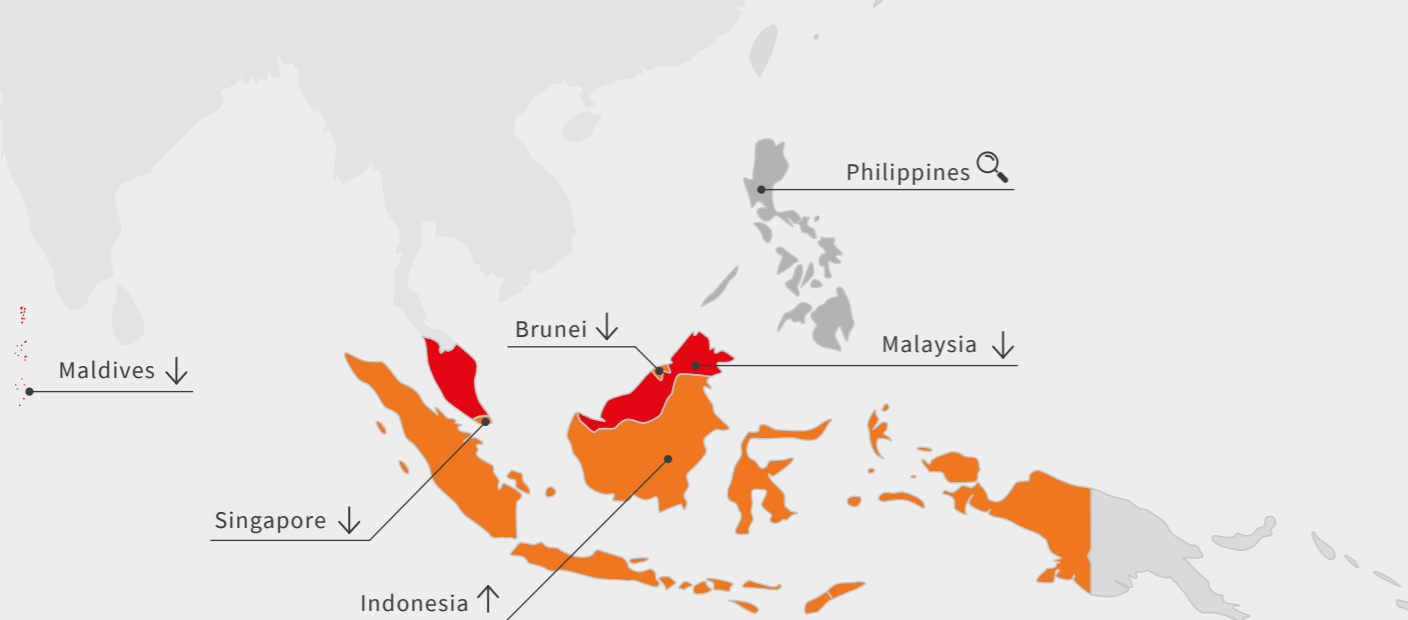 Philippines
Brunei
Malaysia
Maldives
Singapore
Indonesia